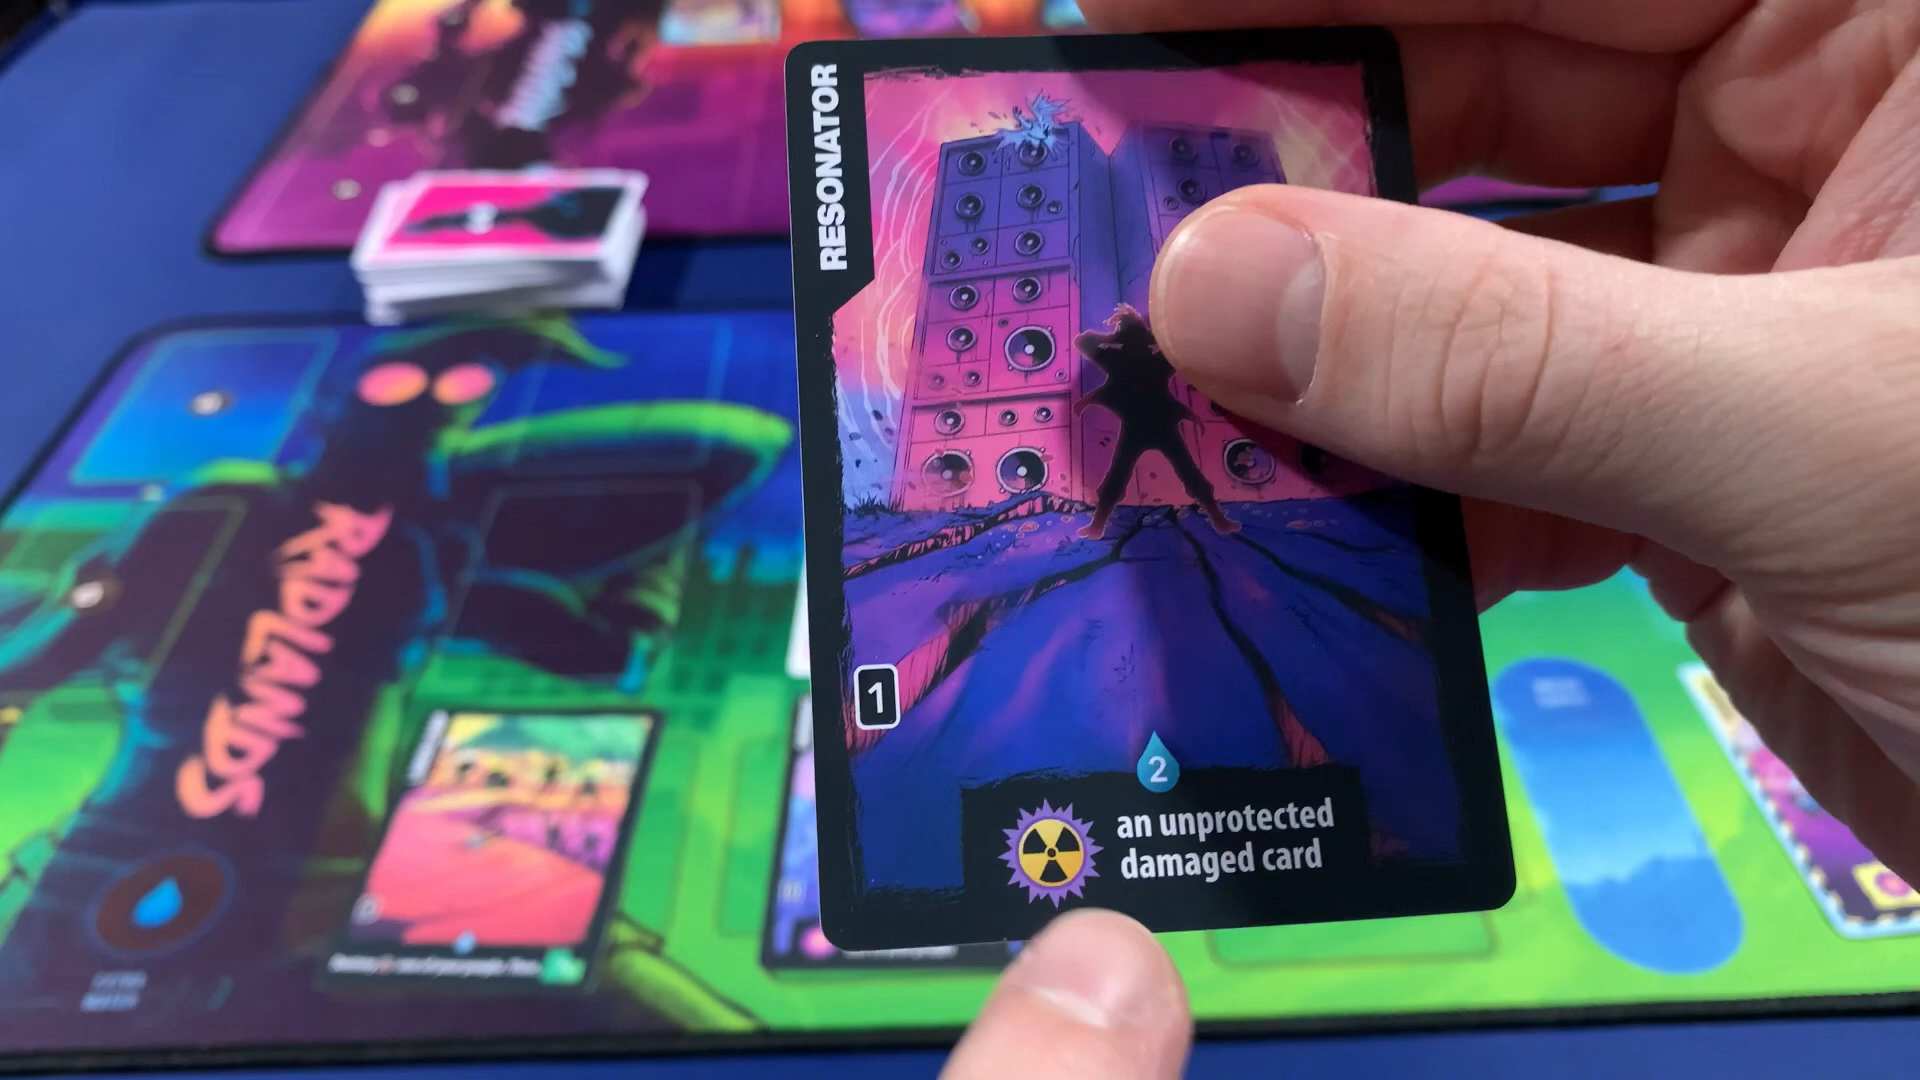 RESONATOR
1
2
an unprotected
damaged card
RADLANDS